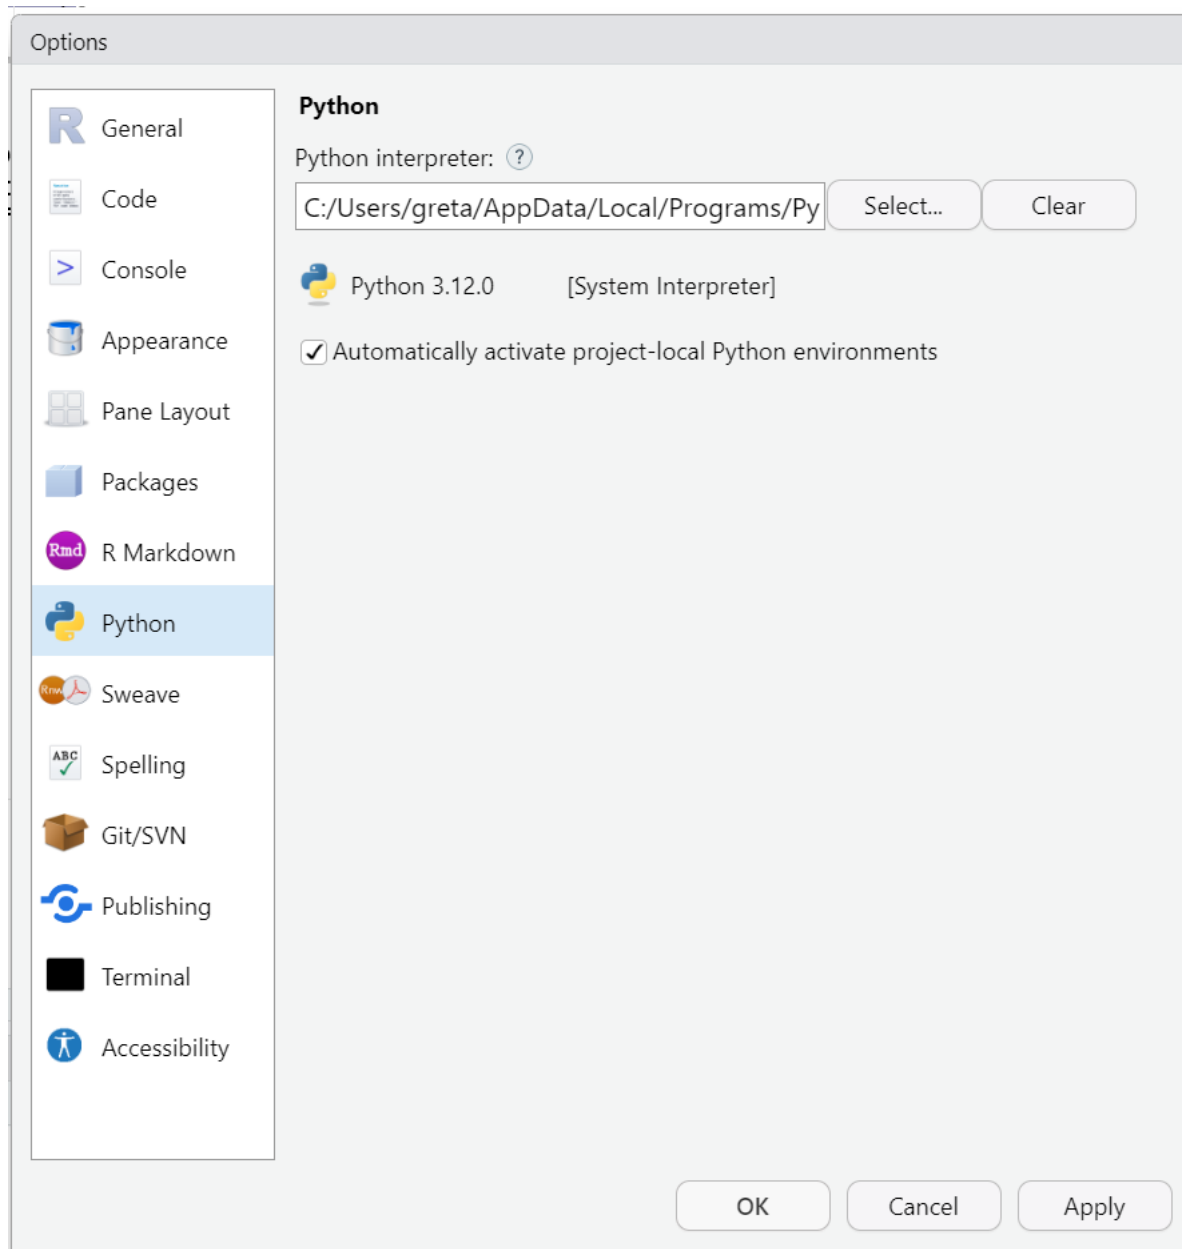 Options
General
Code
Console
Appearance
Pane Layout
Packages
Rmd R Markdown
Python
Rnw Sweave
ABC Spelling
Git/SVN
Publishing
Terminal
Accessibility
Python
Python interpreter: ?
C:/Users/greta/AppData/Local/Programs/Py Select... Clear
Python 3.12.0 [System Interpreter]
Automatically activate project-local Python environments
OK Cancel Apply